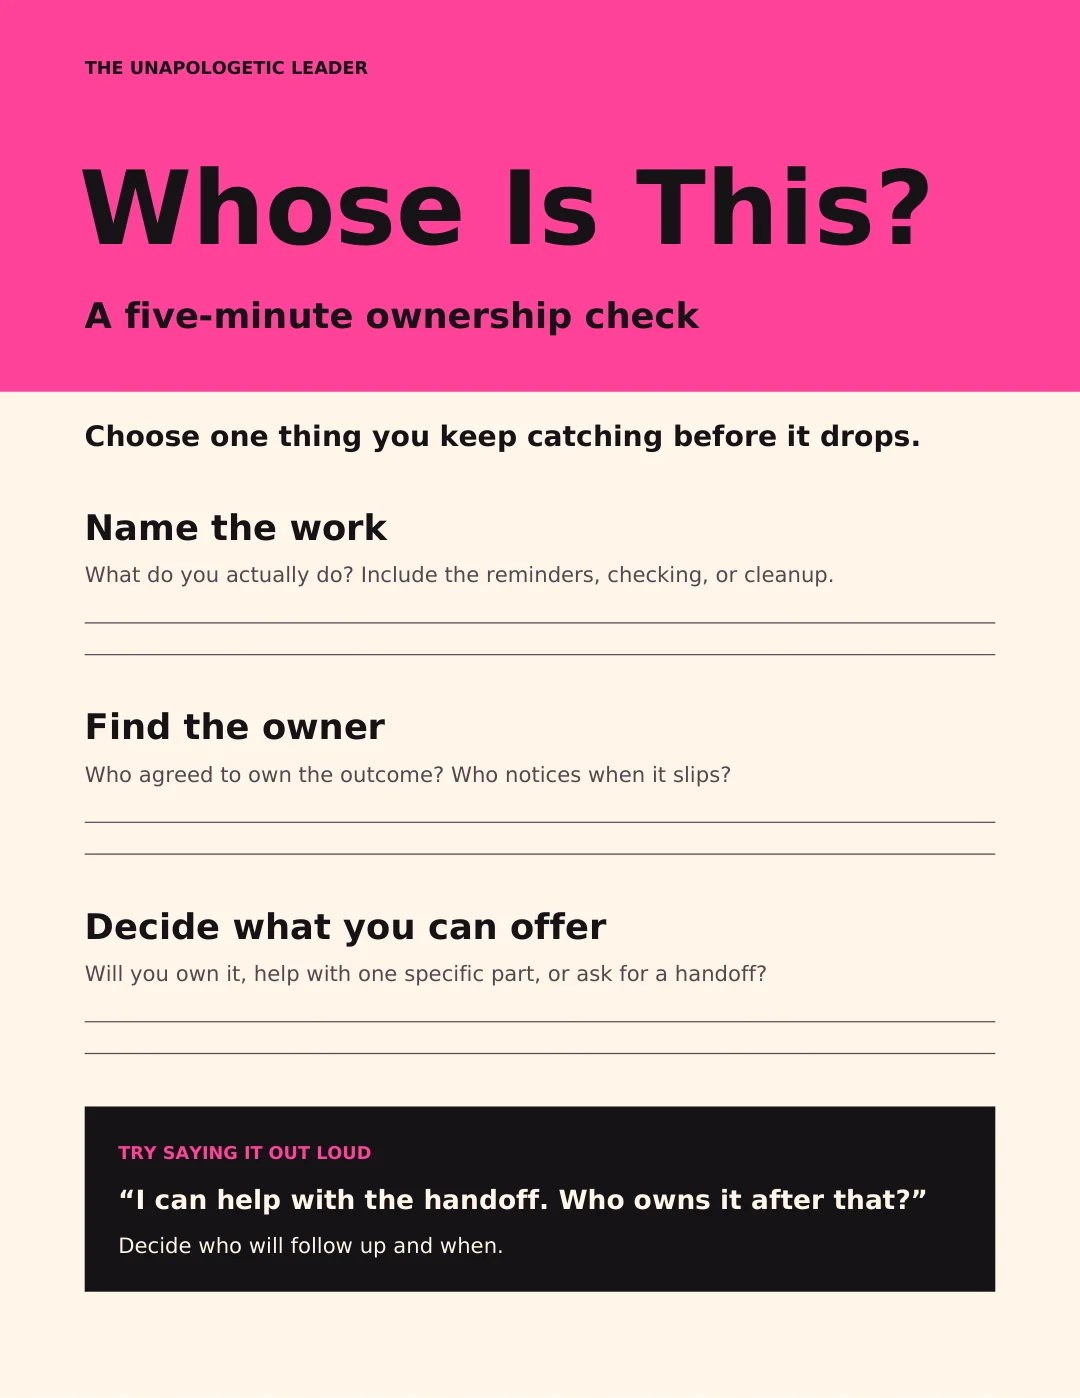 THE UNAPOLOGETIC LEADER
Whose Is This?
A five-minute ownership check
Choose one thing you keep catching before it drops.
Name the work
What do you actually do? Include the reminders, checking, or cleanup.
Find the owner
Who agreed to own the outcome? Who notices when it slips?
Decide what you can offer
Will you own it, help with one specific part, or ask for a handoff?
TRY SAYING IT OUT LOUD
“I can help with the handoff. Who owns it after that?”
Decide who will follow up and when.